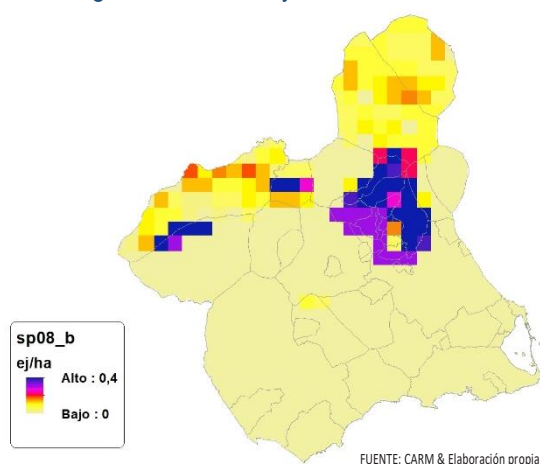 sp08_b
ej/ha
Alto : 0,4
Bajo : 0
FUENTE: CARM & Elaboración propia